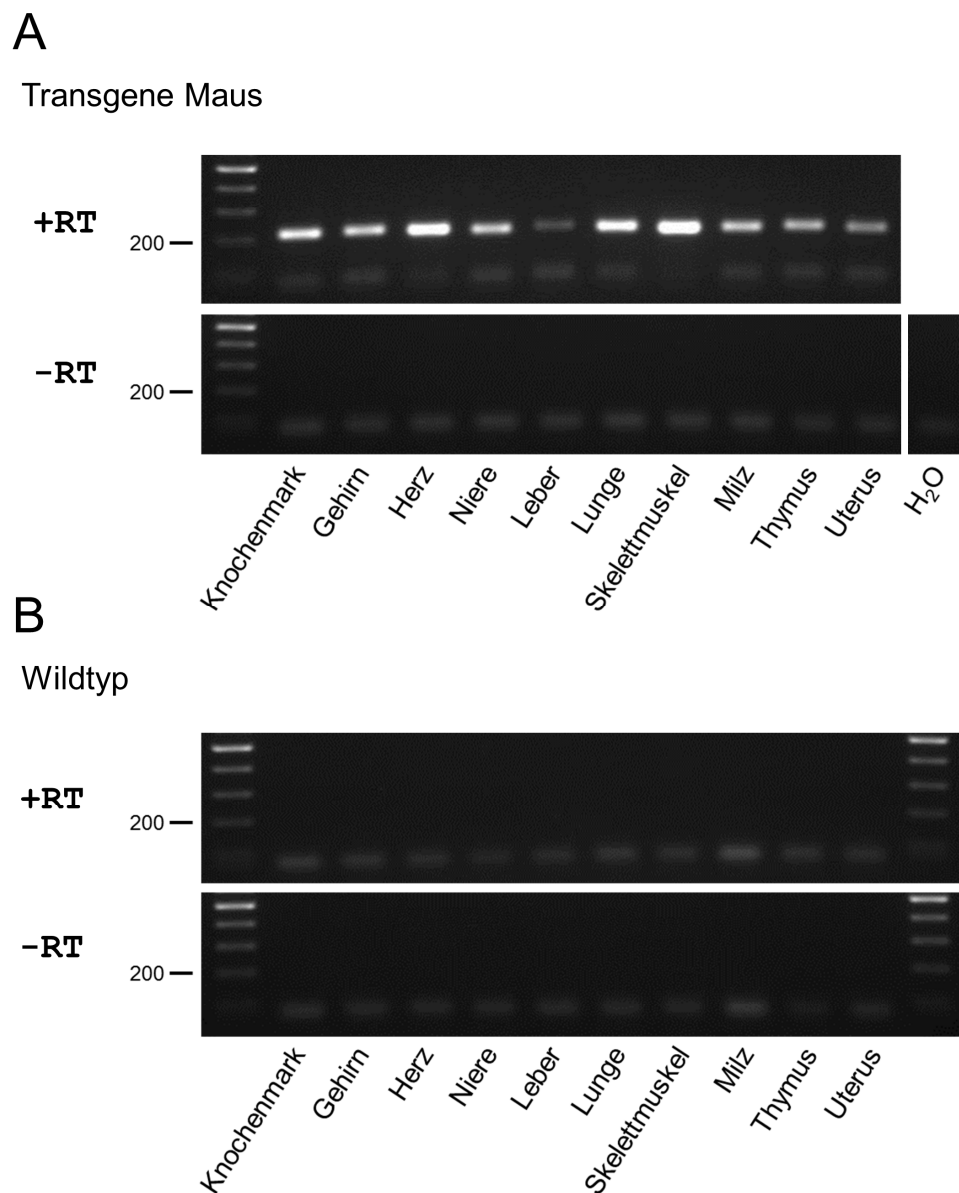 A
Transgene Maus
+RT
200
-RT
200
Knochenmark
Gehirn
Herz
Niere
Leber
Lunge
Skelettmuskel
Milz
Thymus
Uterus
H₂O
B
Wildtyp
+RT
200
-RT
200
Knochenmark
Gehirn
Herz
Niere
Leber
Lunge
Skelettmuskel
Milz
Thymus
Uterus